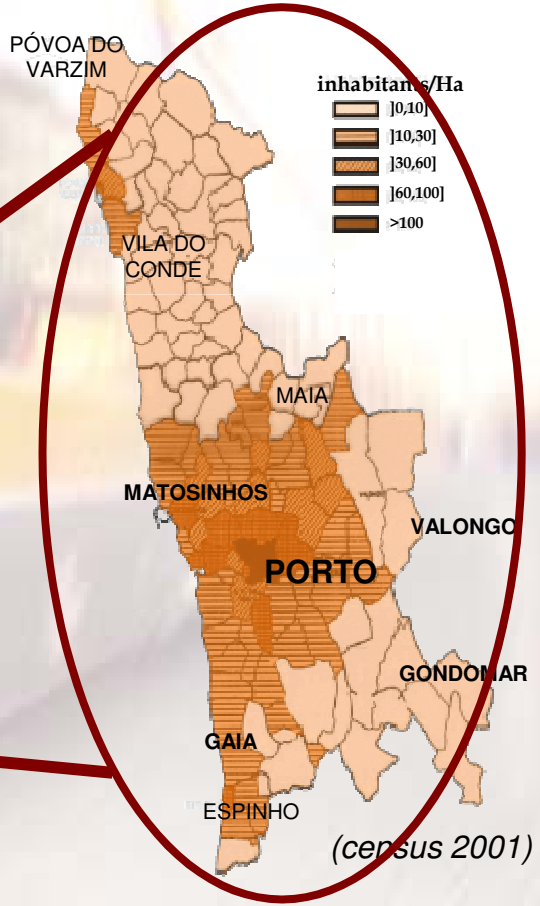 PÓVOA DO
VARZIM
inhabitants/Ha
]0,10]
]10,30]
]30,60]
]60,100]
>100
VILA DO
CONDE
MAIA
MATOSINHOS
VALONGO
PORTO
GONDOMAR
GAIA
ESPINHO
(census 2001)